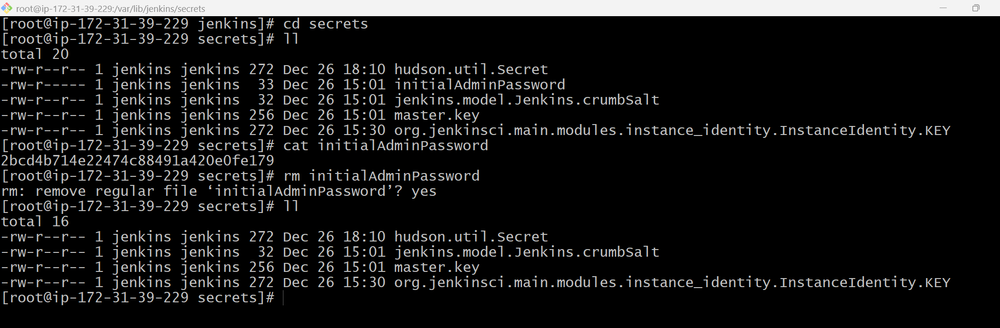 root@ip-172-31-39-229:/var/lib/jenkins/secrets
[root@ip-172-31-39-229 jenkins]# cd secrets
[root@ip-172-31-39-229 secrets]# ll
total 20
-rw-r--r-- 1 jenkins jenkins 272 Dec 26 18:10 hudson.util.Secret
-rw-r----- 1 jenkins jenkins  33 Dec 26 15:01 initialAdminPassword
-rw-r--r-- 1 jenkins jenkins  32 Dec 26 15:01 jenkins.model.Jenkins.crumbSalt
-rw-r--r-- 1 jenkins jenkins 256 Dec 26 15:01 master.key
-rw-r--r-- 1 jenkins jenkins 272 Dec 26 15:30 org.jenkinsci.main.modules.instance_identity.InstanceIdentity.KEY
[root@ip-172-31-39-229 secrets]# cat initialAdminPassword
2bcd4b714e22474c88491a420e0fe179
[root@ip-172-31-39-229 secrets]# rm initialAdminPassword
rm: remove regular file ‘initialAdminPassword’? yes
[root@ip-172-31-39-229 secrets]# ll
total 16
-rw-r--r-- 1 jenkins jenkins 272 Dec 26 18:10 hudson.util.Secret
-rw-r--r-- 1 jenkins jenkins  32 Dec 26 15:01 jenkins.model.Jenkins.crumbSalt
-rw-r--r-- 1 jenkins jenkins 256 Dec 26 15:01 master.key
-rw-r--r-- 1 jenkins jenkins 272 Dec 26 15:30 org.jenkinsci.main.modules.instance_identity.InstanceIdentity.KEY
[root@ip-172-31-39-229 secrets]#